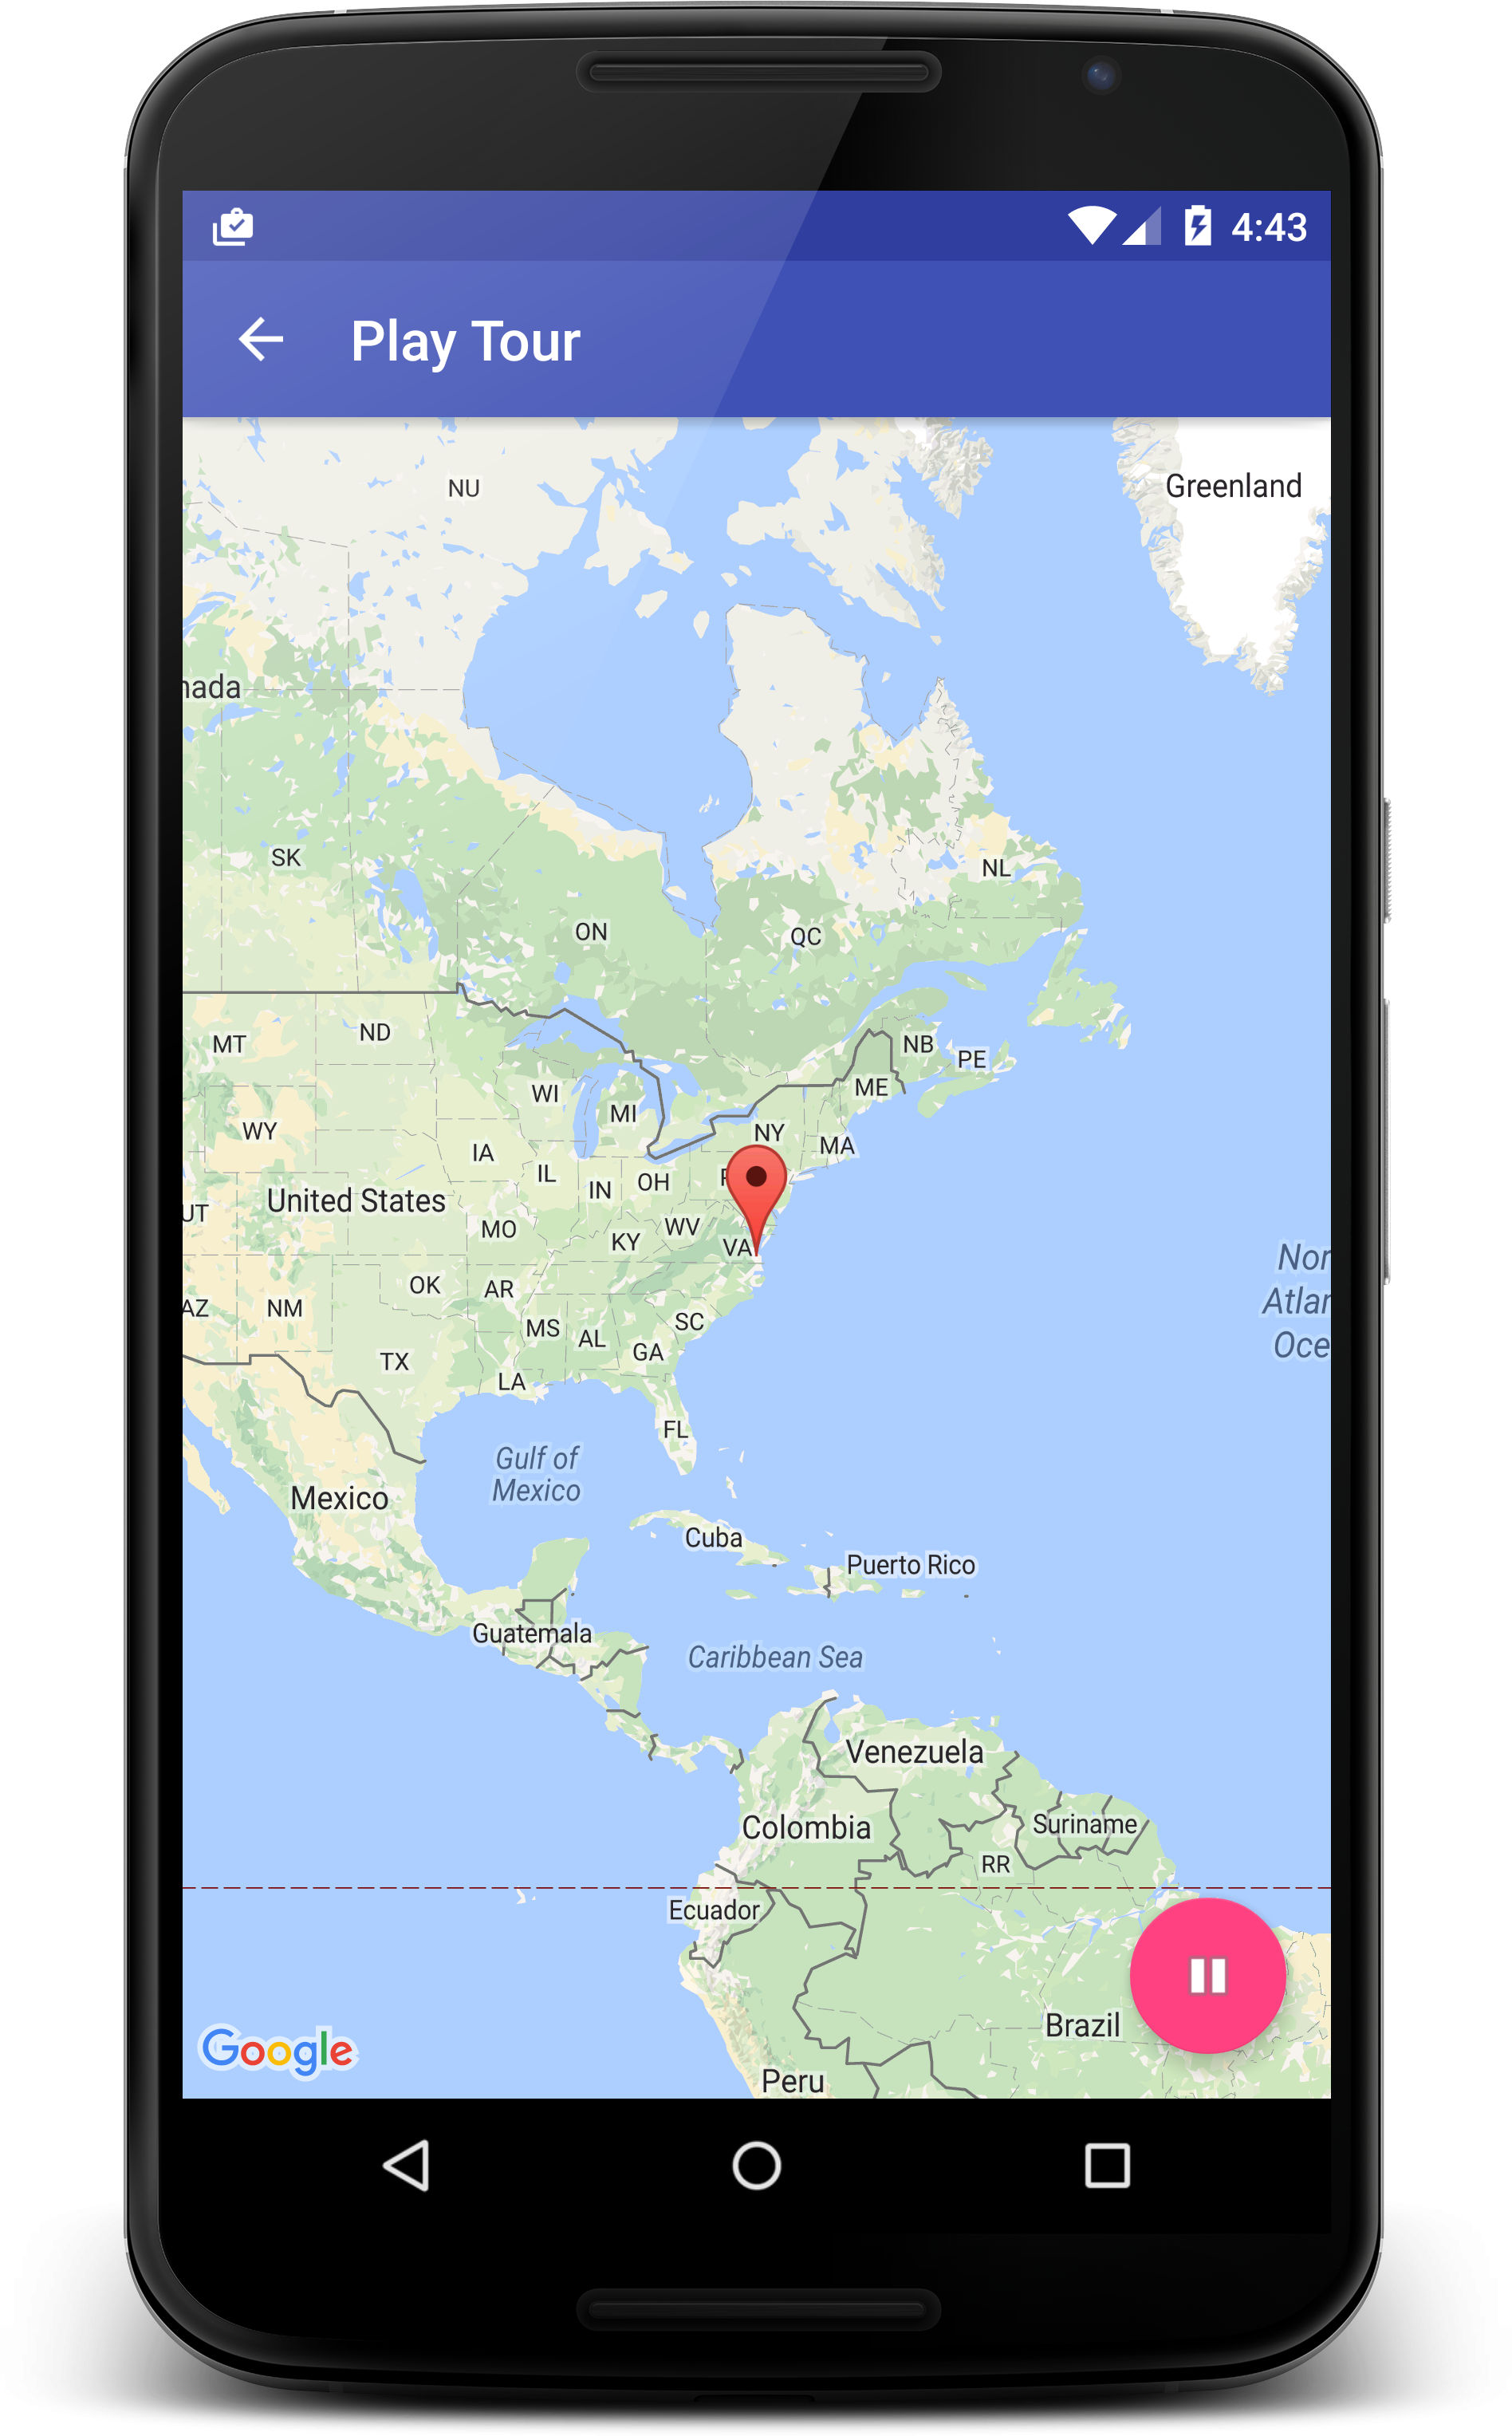 4:43
Play Tour
NU
Greenland
nada
SK
NL
ON
QC
MT
ND
NB
PE
WI
ME
MI
WY
NY
MA
IA
IL
IN
OH
United States
UT
MO
WV
KY
VA
OK
AR
AZ
NM
MS
AL
SC
GA
TX
LA
FL
Nor
Atlan
Oce
Gulf of
Mexico
Mexico
Cuba
Puerto Rico
Guatemala
Caribbean Sea
Venezuela
Colombia
Suriname
RR
Ecuador
Brazil
Google
Peru